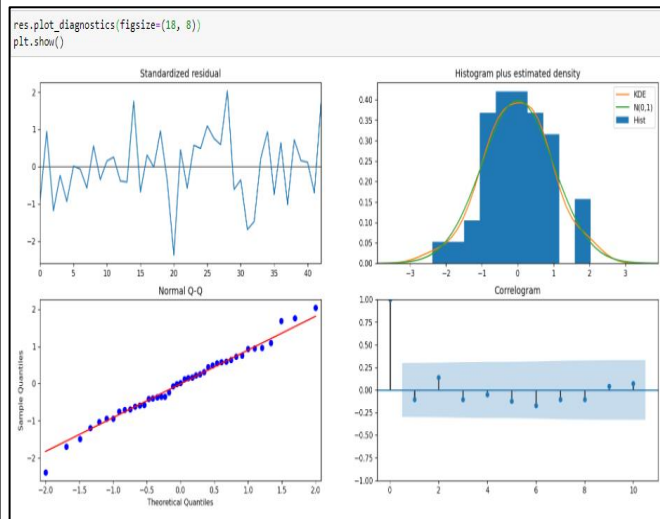 res.plot_diagnostics(figsize=(18, 8))
plt.show()
Standardized residual
2
1
0
−1
−2
0 5 10 15 20 25 30 35 40
Histogram plus estimated density
KDE
N(0,1)
Hist
0.40
0.35
0.30
0.25
0.20
0.15
0.10
0.05
0.00
−3 −2 −1 0 1 2 3
Normal Q-Q
Sample Quantiles
2
1
0
−1
−2
−2.0 −1.5 −1.0 −0.5 0.0 0.5 1.0 1.5 2.0
Theoretical Quantiles
Correlogram
1.00
0.75
0.50
0.25
0.00
−0.25
−0.50
−0.75
−1.00
0 2 4 6 8 10